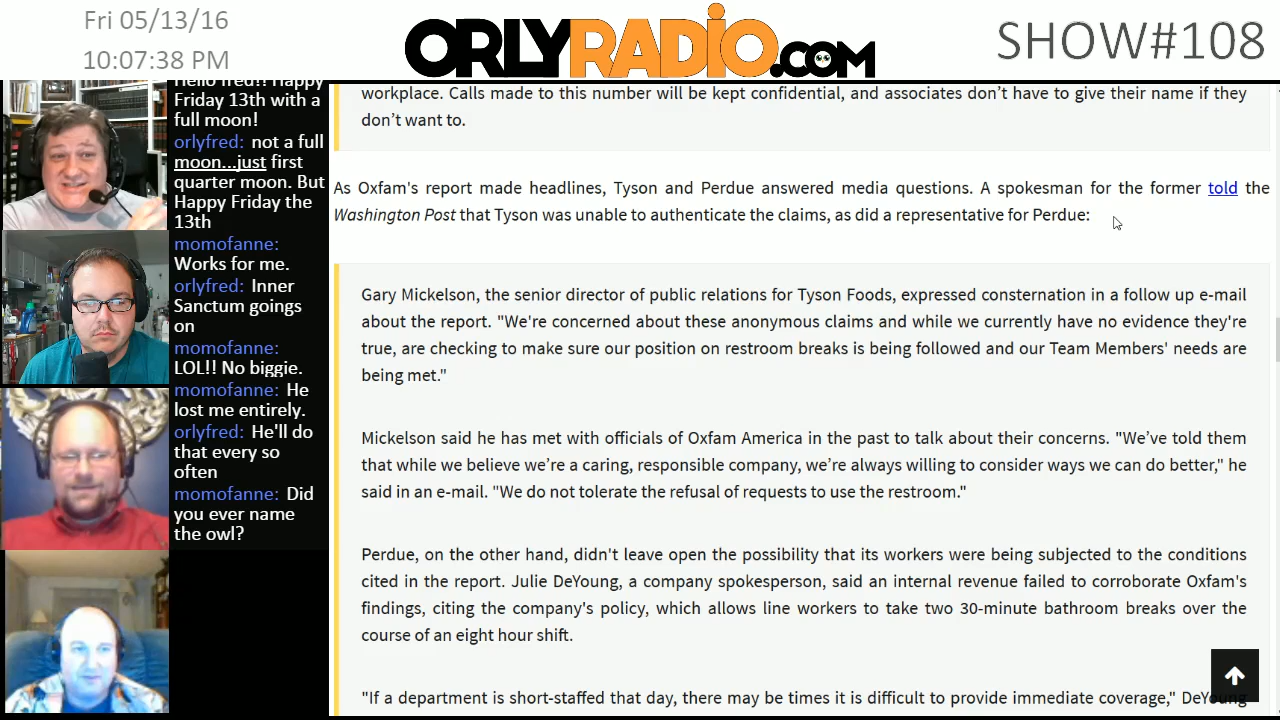 Fri 05/13/16
10:07:38 PM
ORLYRADiO.COM
SHOW#108
Hello fred!! Happy
Friday 13th with a
full moon!
orlyfred: not a full
moon...just first
quarter moon. But
Happy Friday the
13th
momofanne:
Works for me.
orlyfred: Inner
Sanctum goings
on
momofanne:
LOL!! No biggie.
momofanne: He
lost me entirely.
orlyfred: He'll do
that every so
often
momofanne: Did
you ever name
the owl?
workplace. Calls made to this number will be kept confidential, and associates don't have to give their name if they
don't want to.
As Oxfam's report made headlines, Tyson and Perdue answered media questions. A spokesman for the former told the
Washington Post that Tyson was unable to authenticate the claims, as did a representative for Perdue:
Gary Mickelson, the senior director of public relations for Tyson Foods, expressed consternation in a follow up e-mail
about the report. "We're concerned about these anonymous claims and while we currently have no evidence they're
true, are checking to make sure our position on restroom breaks is being followed and our Team Members' needs are
being met."
Mickelson said he has met with officials of Oxfam America in the past to talk about their concerns. "We've told them
that while we believe we're a caring, responsible company, we're always willing to consider ways we can do better," he
said in an e-mail. "We do not tolerate the refusal of requests to use the restroom."
Perdue, on the other hand, didn't leave open the possibility that its workers were being subjected to the conditions
cited in the report. Julie DeYoung, a company spokesperson, said an internal revenue failed to corroborate Oxfam's
findings, citing the company's policy, which allows line workers to take two 30-minute bathroom breaks over the
course of an eight hour shift.
"If a department is short-staffed that day, there may be times it is difficult to provide immediate coverage," DeYoung